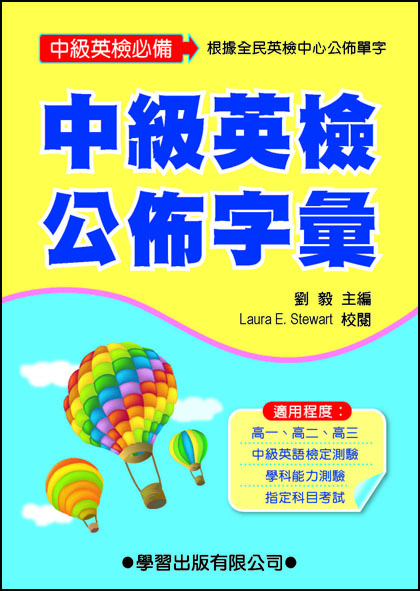 中級英檢必備 根據全民英檢中心公佈單字
中級英檢
公佈字彙
劉 毅 主編
Laura E. Stewart 校閱
適用程度：
高一、高二、高三
中級英語檢定測驗
學科能力測驗
指定科目考試
●學習出版有限公司●